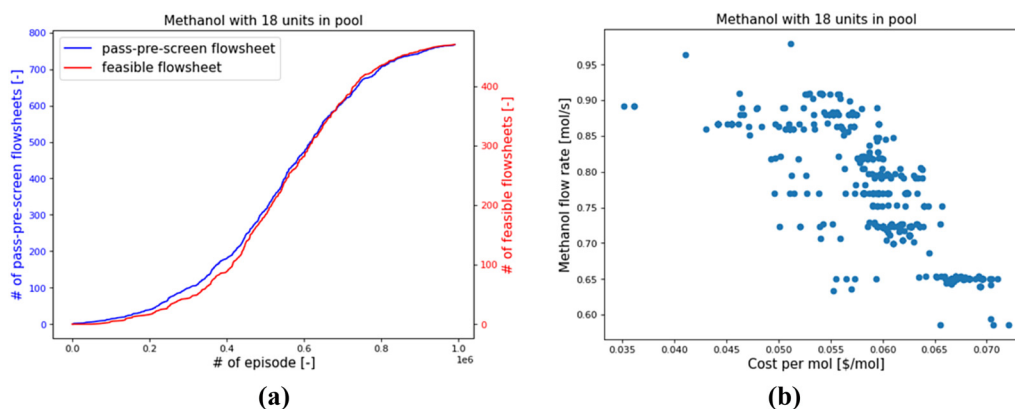 Methanol with 18 units in pool
pass-pre-screen flowsheet
feasible flowsheet
# of pass-pre-screen flowsheets [-]
800
700
600
500
400
300
200
100
0
400
300
200
100
0
# of feasible flowsheets [-]
0.0 0.2 0.4 0.6 0.8 1.0
1e6
# of episode [-]
(a)
Methanol with 18 units in pool
Methanol flow rate [mol/s]
0.95
0.90
0.85
0.80
0.75
0.70
0.65
0.60
0.035 0.040 0.045 0.050 0.055 0.060 0.065 0.070
Cost per mol [$/mol]
(b)